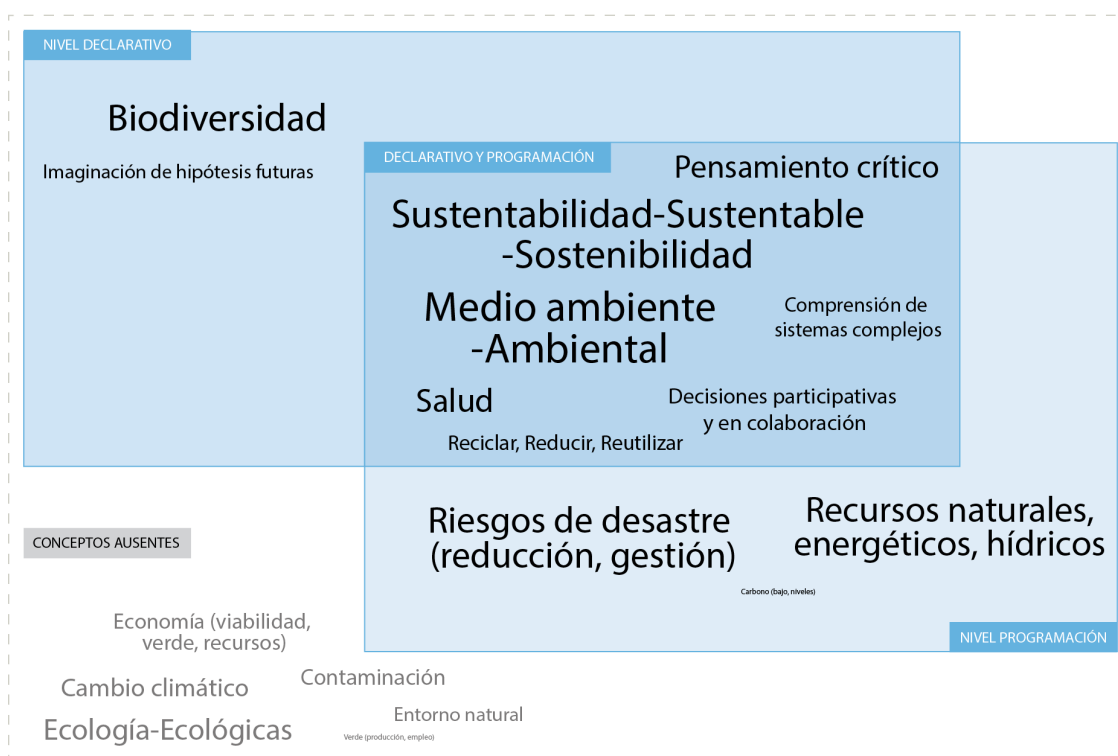 NIVEL DECLARATIVO
Biodiversidad
Imaginación de hipótesis futuras
DECLARATIVO Y PROGRAMACIÓN
Pensamiento crítico
Sustentabilidad-Sustentable
-Sostenibilidad
Medio ambiente
-Ambiental
Comprensión de
sistemas complejos
Salud
Decisiones participativas
y en colaboración
Reciclar, Reducir, Reutilizar
Riesgos de desastre
(reducción, gestión)
Recursos naturales,
energéticos, hídricos
Carbono (bajo, niveles)
NIVEL PROGRAMACIÓN
CONCEPTOS AUSENTES
Economía (viabilidad,
verde, recursos)
Cambio climático
Contaminación
Ecología-Ecológicas
Entorno natural
Verde (producción, empleo)